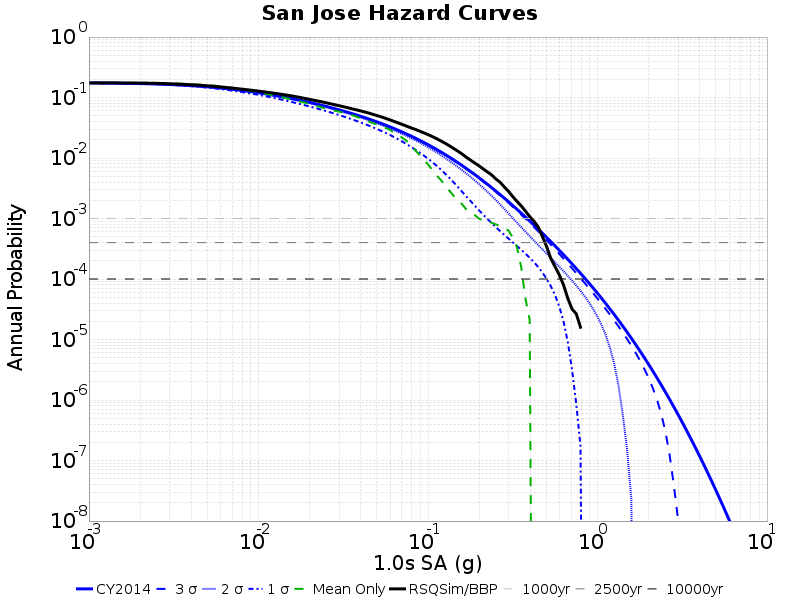 San Jose Hazard Curves
Annual Probability
10^0
10^-1
10^-2
10^-3
10^-4
10^-5
10^-6
10^-7
10^-8
10^-3 10^-2 10^-1 10^0 10^1
1.0s SA (g)
CY2014 3 σ 2 σ 1 σ Mean Only RSQSim/BBP 1000yr 2500yr 10000yr